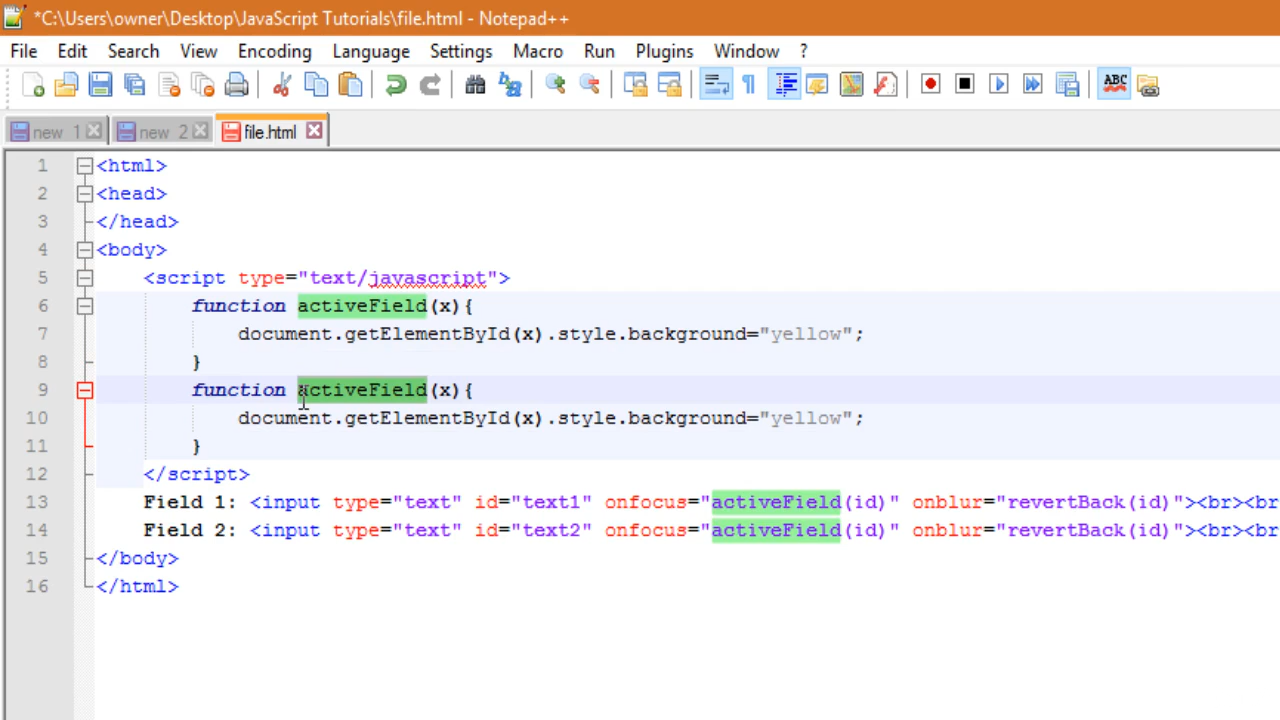 *C:\Users\owner\Desktop\JavaScript Tutorials\file.html - Notepad++
File Edit Search View Encoding Language Settings Macro Run Plugins Window ?
ABC
new 1 new 2 file.html
1 <html>
2 <head>
3 </head>
4 <body>
5 <script type="text/javascript">
6 function activeField(x){
7 document.getElementById(x).style.background="yellow";
8 }
9 function activeField(x){
10 document.getElementById(x).style.background="yellow";
11 }
12 </script>
13 Field 1: <input type="text" id="text1" onfocus="activeField(id)" onblur="revertBack(id)"><br><br
14 Field 2: <input type="text" id="text2" onfocus="activeField(id)" onblur="revertBack(id)"><br><br
15 </body>
16 </html>